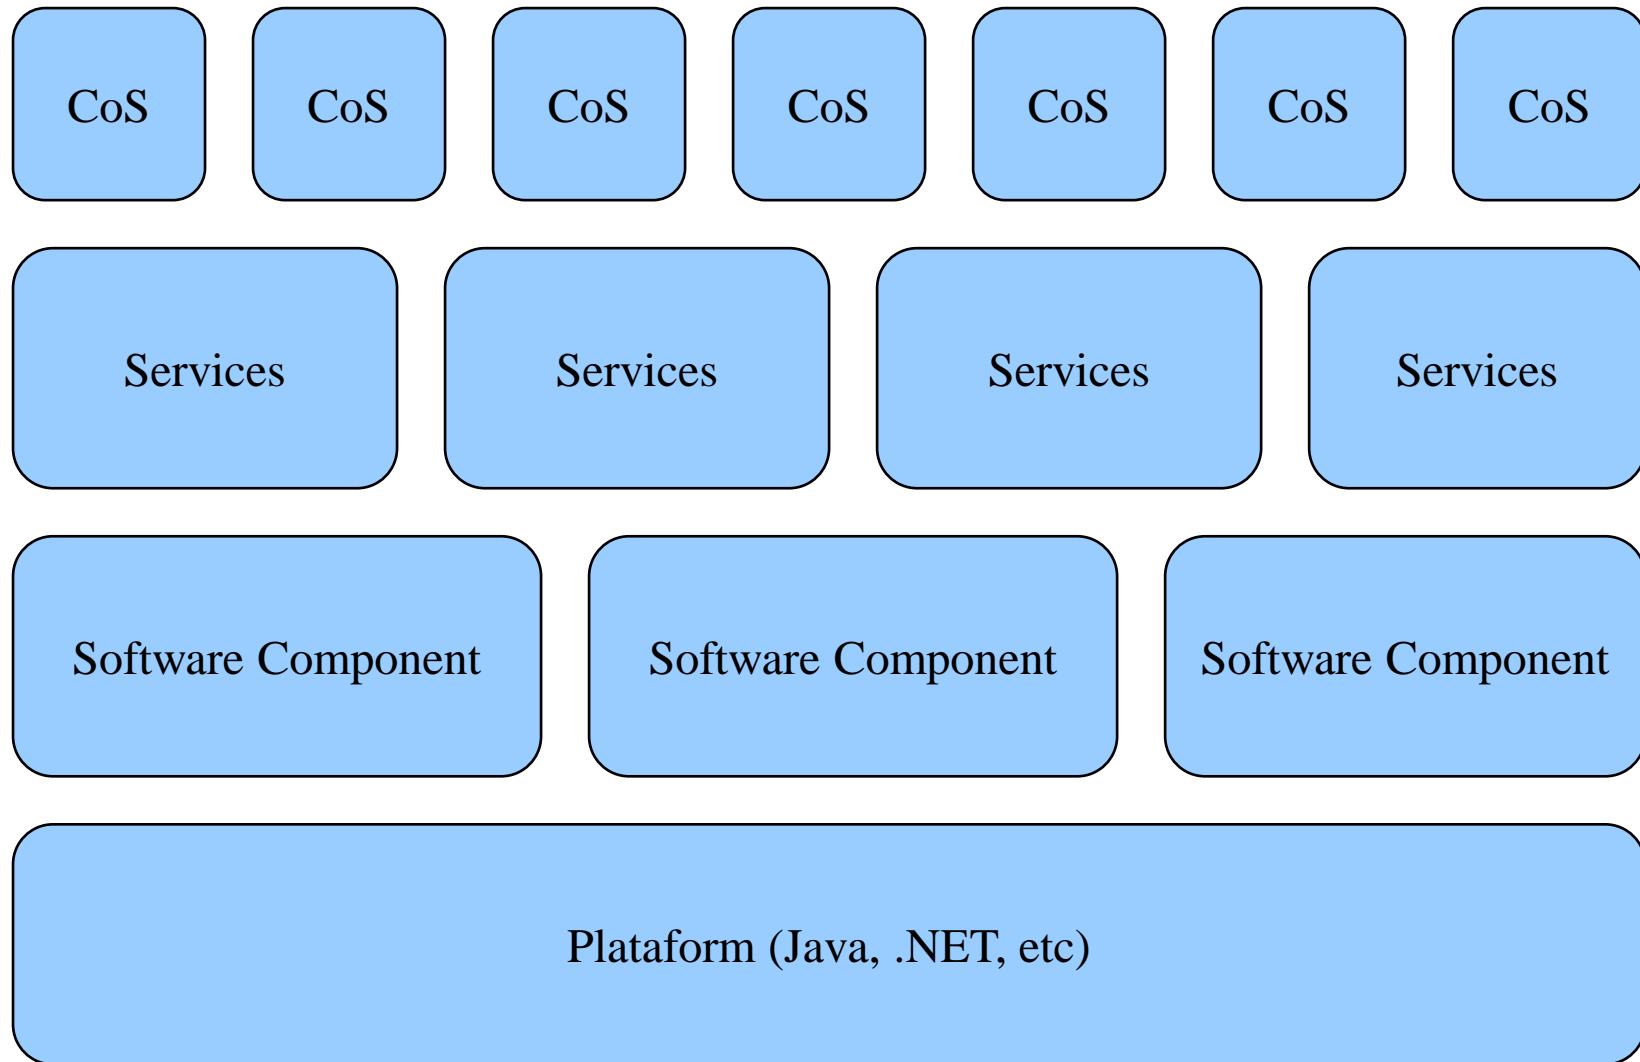 CoS CoS CoS CoS CoS CoS CoS
Services Services Services Services
Software Component Software Component Software Component
Plataform (Java, .NET, etc)